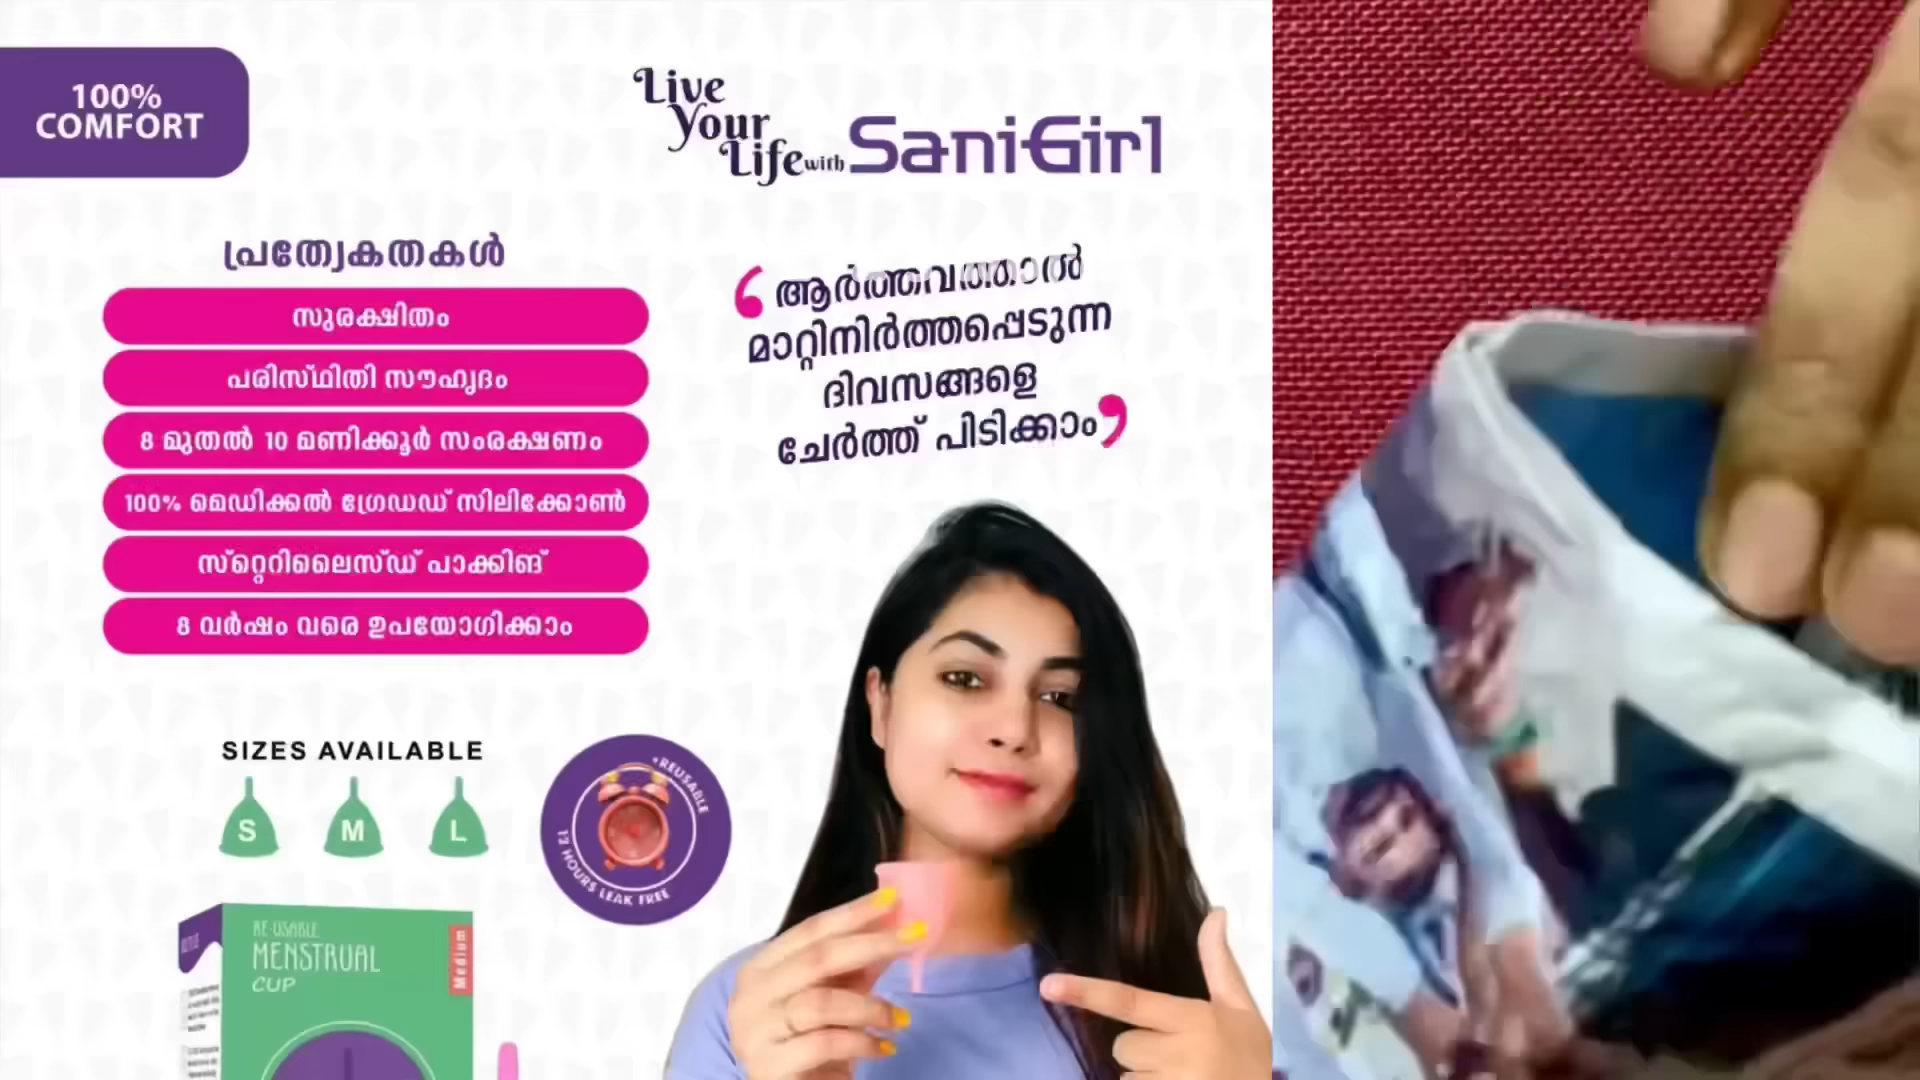 100%
COMFORT
Live
Your
Life with SaniGirl
പ്രത്യേകതകൾ
സുരക്ഷിതം
പരിസ്ഥിതി സൗഹൃദം
8 മുതൽ 10 മണിക്കൂർ സംരക്ഷണം
100% മെഡിക്കൽ ഗ്രേഡഡ് സിലിക്കോൺ
സ്റ്റെറിലൈസ്ഡ് പാക്കിങ്
8 വർഷം വരെ ഉപയോഗിക്കാം
‘ ആർത്തവത്താൽ
മാറ്റിനിർത്തപ്പെടുന്ന
ദിവസങ്ങളെ
ചേർത്ത് പിടിക്കാം ’
SIZES AVAILABLE
S M L
*REUSABLE
12 HOURS LEAK FREE
RE-USABLE
MENSTRUAL
CUP
Medium